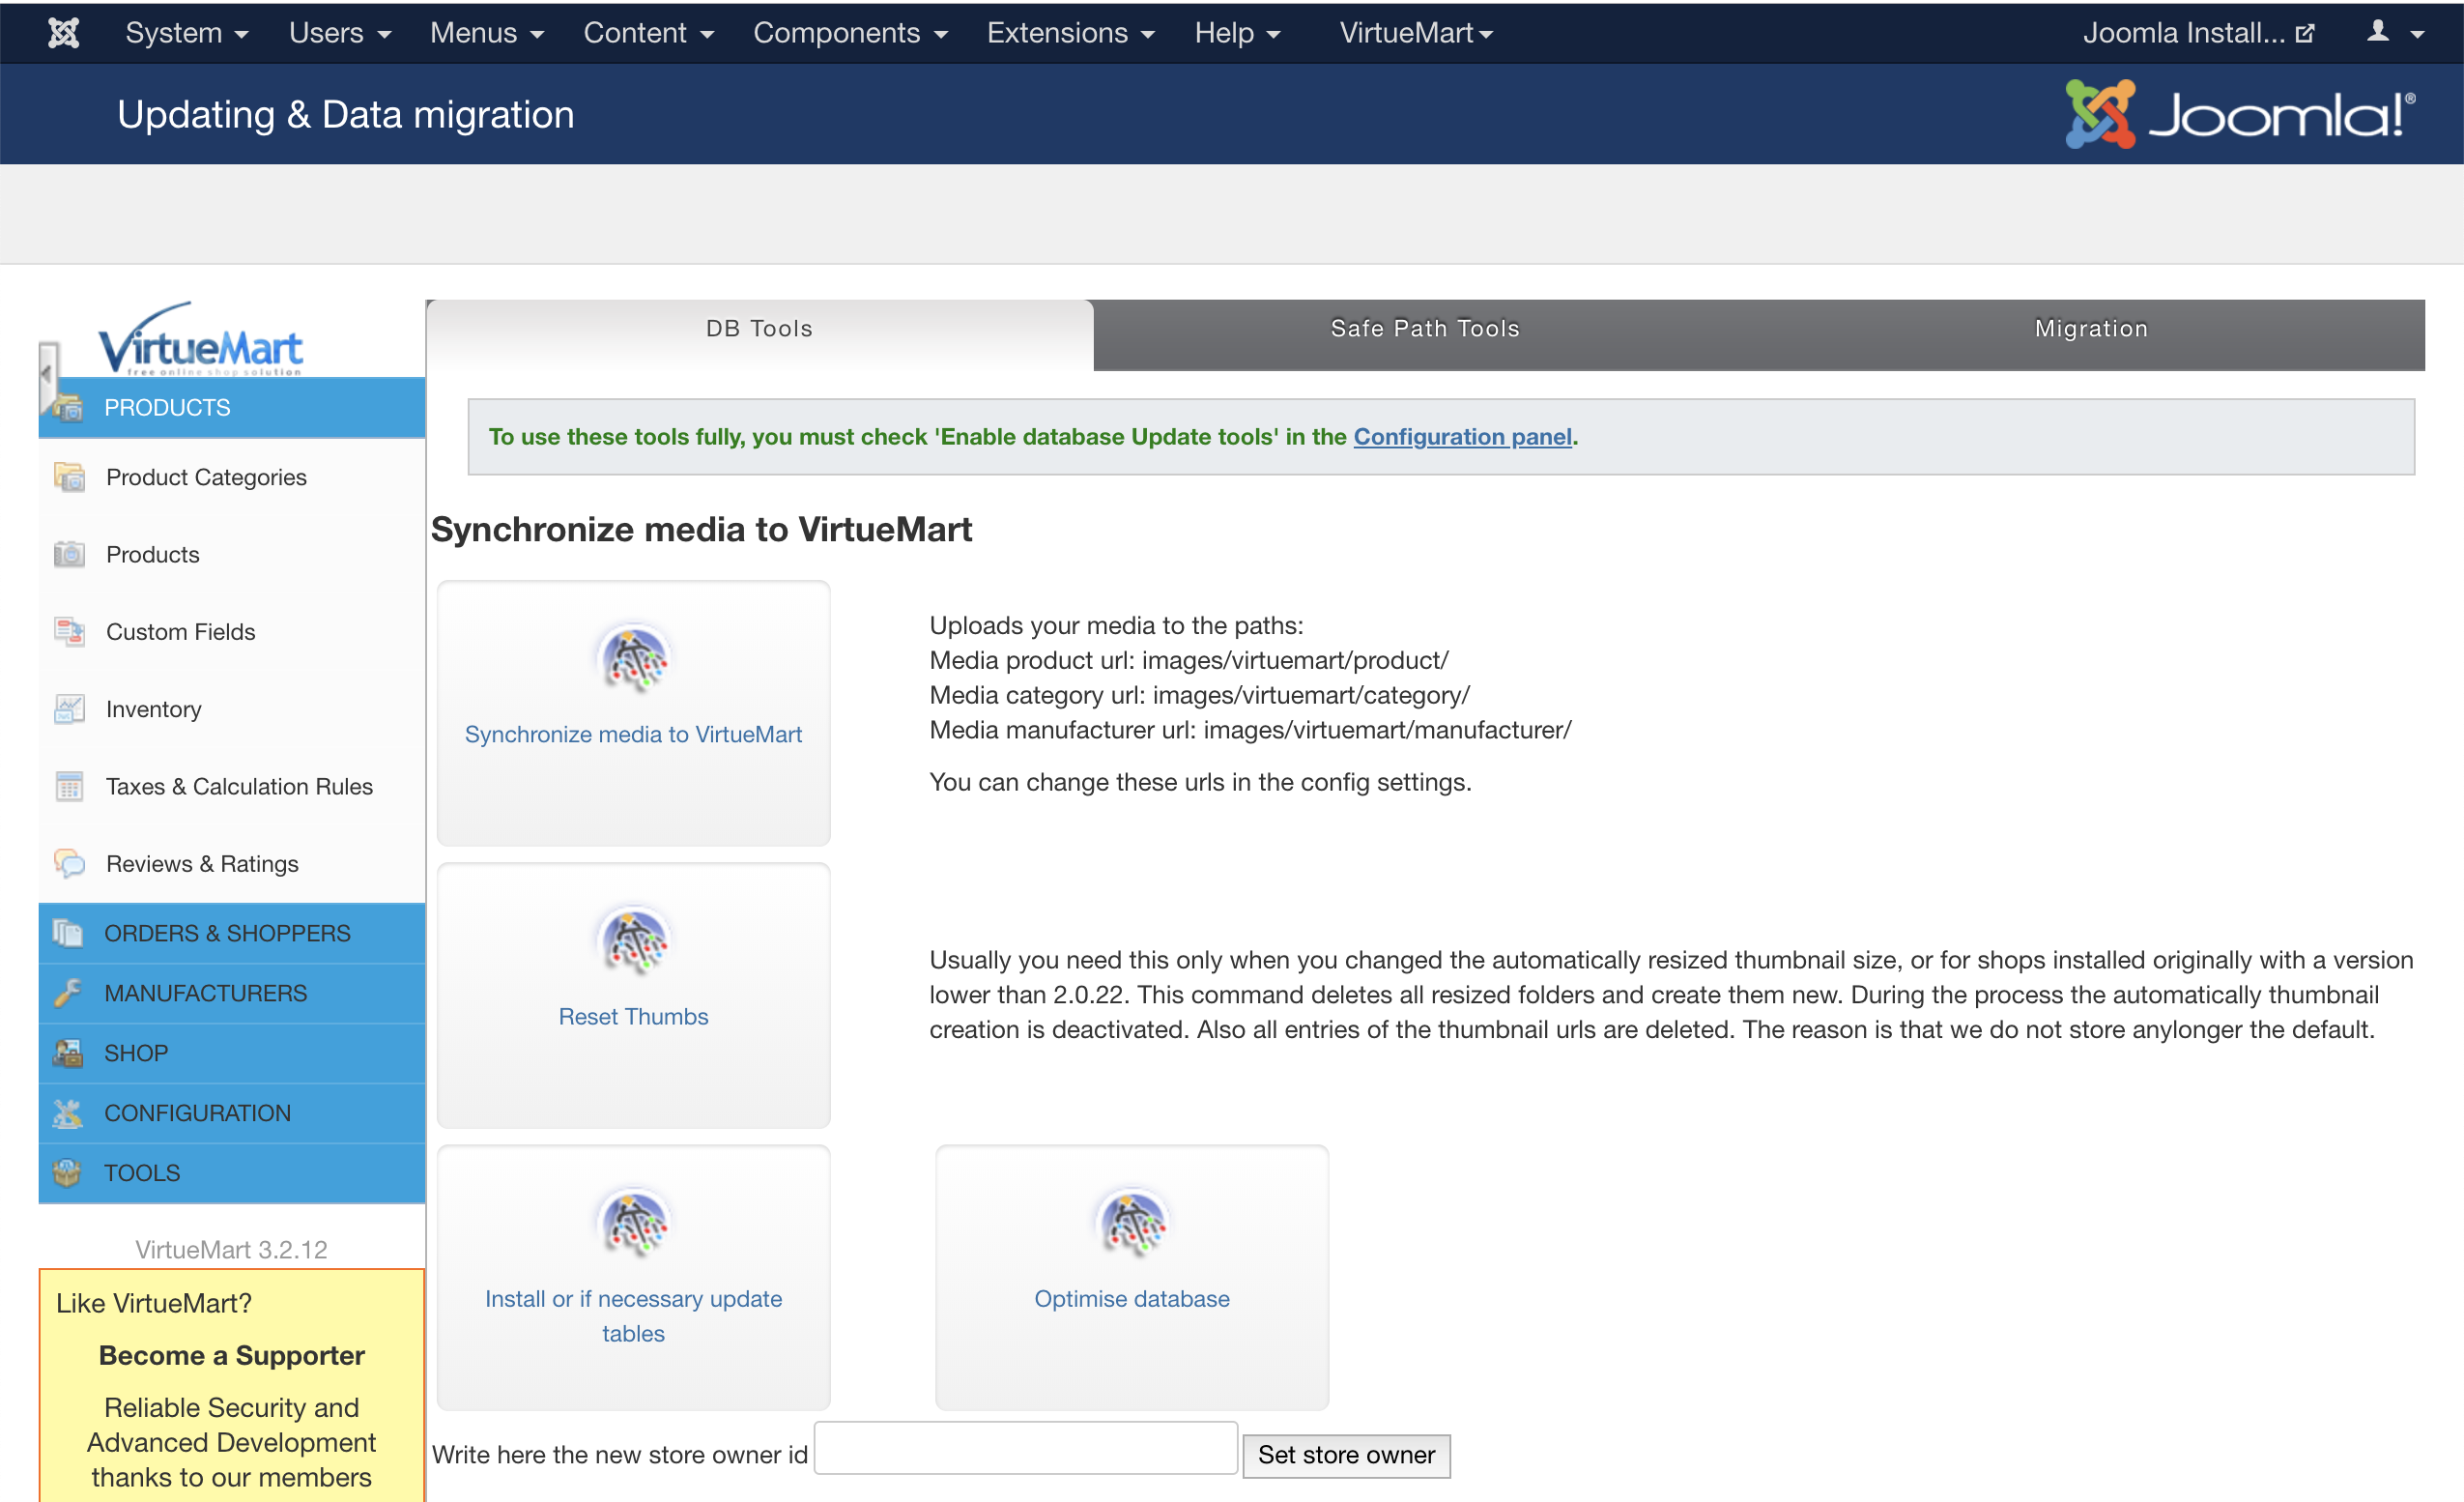 System Users Menus Content Components Extensions Help VirtueMart Joomla Install...
Updating & Data migration
Joomla!®
VirtueMart
free online shop solution
DB Tools
Safe Path Tools
Migration
PRODUCTS
Product Categories
Products
Custom Fields
Inventory
Taxes & Calculation Rules
Reviews & Ratings
ORDERS & SHOPPERS
MANUFACTURERS
SHOP
CONFIGURATION
TOOLS
VirtueMart 3.2.12
Like VirtueMart?
Become a Supporter
Reliable Security and
Advanced Development
thanks to our members
To use these tools fully, you must check 'Enable database Update tools' in the Configuration panel.
Synchronize media to VirtueMart
Synchronize media to VirtueMart
Uploads your media to the paths:
Media product url: images/virtuemart/product/
Media category url: images/virtuemart/category/
Media manufacturer url: images/virtuemart/manufacturer/
You can change these urls in the config settings.
Reset Thumbs
Usually you need this only when you changed the automatically resized thumbnail size, or for shops installed originally with a version
lower than 2.0.22. This command deletes all resized folders and create them new. During the process the automatically thumbnail
creation is deactivated. Also all entries of the thumbnail urls are deleted. The reason is that we do not store anylonger the default.
Install or if necessary update
tables
Optimise database
Write here the new store owner id
Set store owner